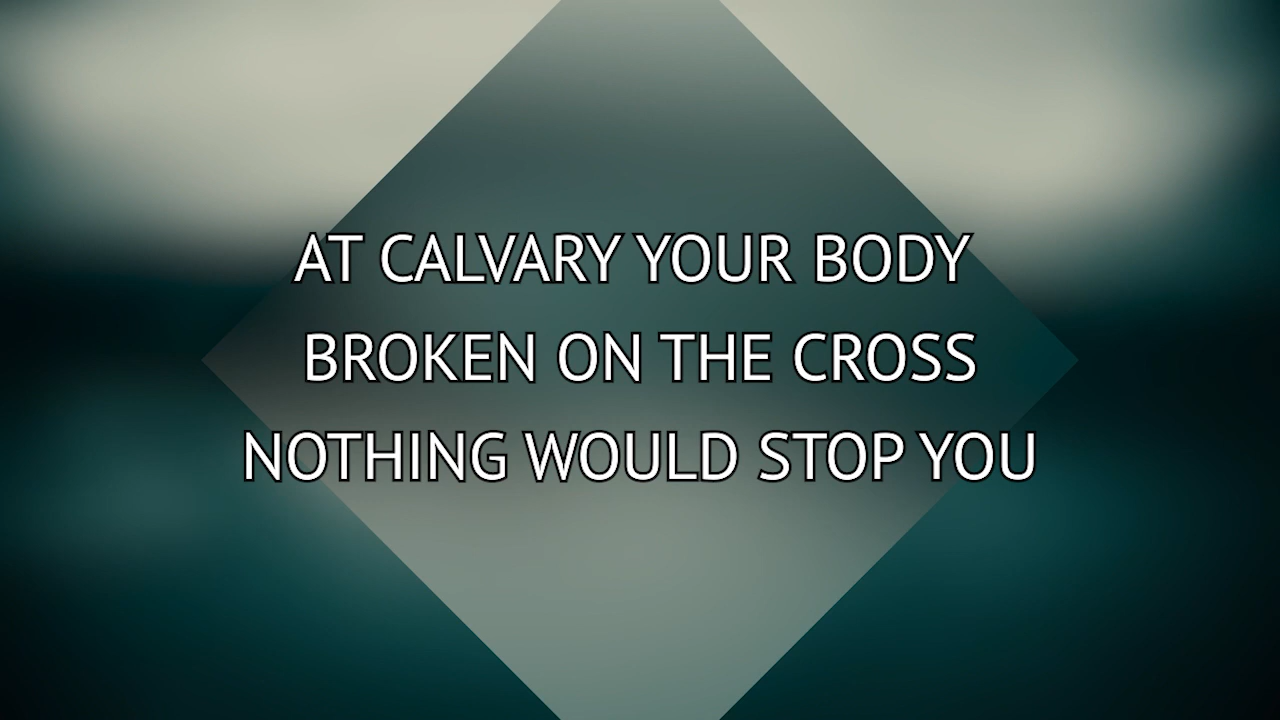 AT CALVARY YOUR BODY
BROKEN ON THE CROSS
NOTHING WOULD STOP YOU